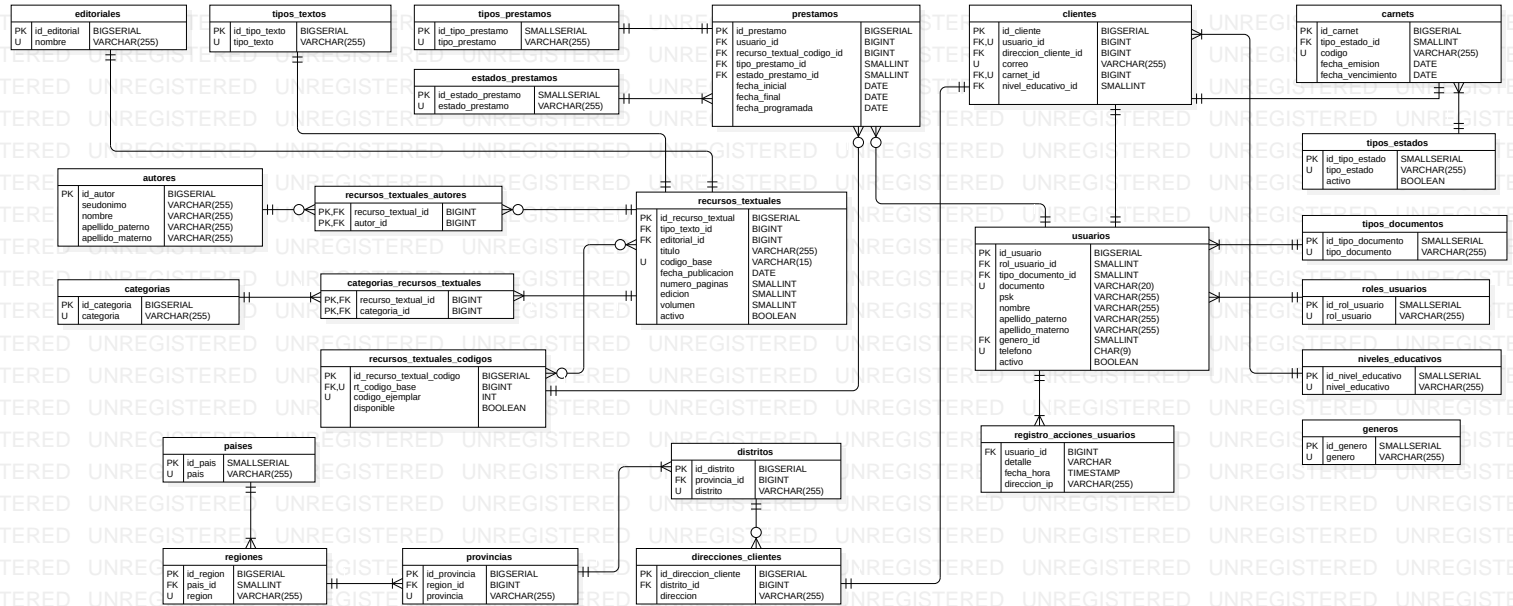 editoriales
PK id_editorial BIGSERIAL
U nombre VARCHAR(255)
tipos_textos
PK id_tipo_texto BIGSERIAL
U tipo_texto VARCHAR(255)
tipos_prestamos
PK id_tipo_prestamo SMALLSERIAL
U tipo_prestamo VARCHAR(255)
estados_prestamos
PK id_estado_prestamo SMALLSERIAL
U estado_prestamo VARCHAR(255)
prestamos
PK id_prestamo BIGSERIAL
FK usuario_id BIGINT
FK recurso_textual_codigo_id BIGINT
FK tipo_prestamo_id SMALLINT
FK estado_prestamo_id SMALLINT
fecha_inicial DATE
fecha_final DATE
fecha_programada DATE
clientes
PK id_cliente BIGSERIAL
FK,U usuario_id BIGINT
FK direccion_cliente_id BIGINT
U correo VARCHAR(255)
FK,U carnet_id BIGINT
FK nivel_educativo_id SMALLINT
carnets
PK id_carnet BIGSERIAL
FK tipo_estado_id SMALLINT
U codigo VARCHAR(255)
fecha_emision DATE
fecha_vencimiento DATE
tipos_estados
PK id_tipo_estado SMALLSERIAL
U tipo_estado VARCHAR(255)
activo BOOLEAN
autores
PK id_autor BIGSERIAL
seudonimo VARCHAR(255)
nombre VARCHAR(255)
apellido_paterno VARCHAR(255)
apellido_materno VARCHAR(255)
recursos_textuales_autores
PK,FK recurso_textual_id BIGINT
PK,FK autor_id BIGINT
recursos_textuales
PK id_recurso_textual BIGSERIAL
FK tipo_texto_id BIGINT
FK editorial_id BIGINT
titulo VARCHAR(255)
U codigo_base VARCHAR(15)
fecha_publicacion DATE
numero_paginas SMALLINT
edicion SMALLINT
volumen SMALLINT
activo BOOLEAN
usuarios
PK id_usuario BIGSERIAL
FK rol_usuario_id SMALLINT
FK tipo_documento_id SMALLINT
U documento VARCHAR(20)
psk VARCHAR(255)
nombre VARCHAR(255)
apellido_paterno VARCHAR(255)
apellido_materno VARCHAR(255)
FK genero_id SMALLINT
U telefono CHAR(9)
activo BOOLEAN
tipos_documentos
PK id_tipo_documento SMALLSERIAL
U tipo_documento VARCHAR(255)
categorias
PK id_categoria BIGSERIAL
U categoria VARCHAR(255)
categorias_recursos_textuales
PK,FK recurso_textual_id BIGINT
PK,FK categoria_id BIGINT
roles_usuarios
PK id_rol_usuario SMALLSERIAL
U rol_usuario VARCHAR(255)
recursos_textuales_codigos
PK id_recurso_textual_codigo BIGSERIAL
FK,U rt_codigo_base BIGINT
U codigo_ejemplar INT
disponible BOOLEAN
niveles_educativos
PK id_nivel_educativo SMALLSERIAL
U nivel_educativo VARCHAR(255)
generos
PK id_genero SMALLSERIAL
U genero VARCHAR(255)
registro_acciones_usuarios
FK usuario_id BIGINT
detalle VARCHAR
fecha_hora TIMESTAMP
direccion_ip VARCHAR(255)
paises
PK id_pais SMALLSERIAL
U pais VARCHAR(255)
distritos
PK id_distrito BIGSERIAL
FK provincia_id BIGINT
U distrito VARCHAR(255)
regiones
PK id_region BIGSERIAL
FK pais_id SMALLINT
U region VARCHAR(255)
provincias
PK id_provincia BIGSERIAL
FK region_id BIGINT
U provincia VARCHAR(255)
direcciones_clientes
PK id_direccion_cliente BIGSERIAL
FK distrito_id BIGINT
direccion VARCHAR(255)
UNREGISTERED